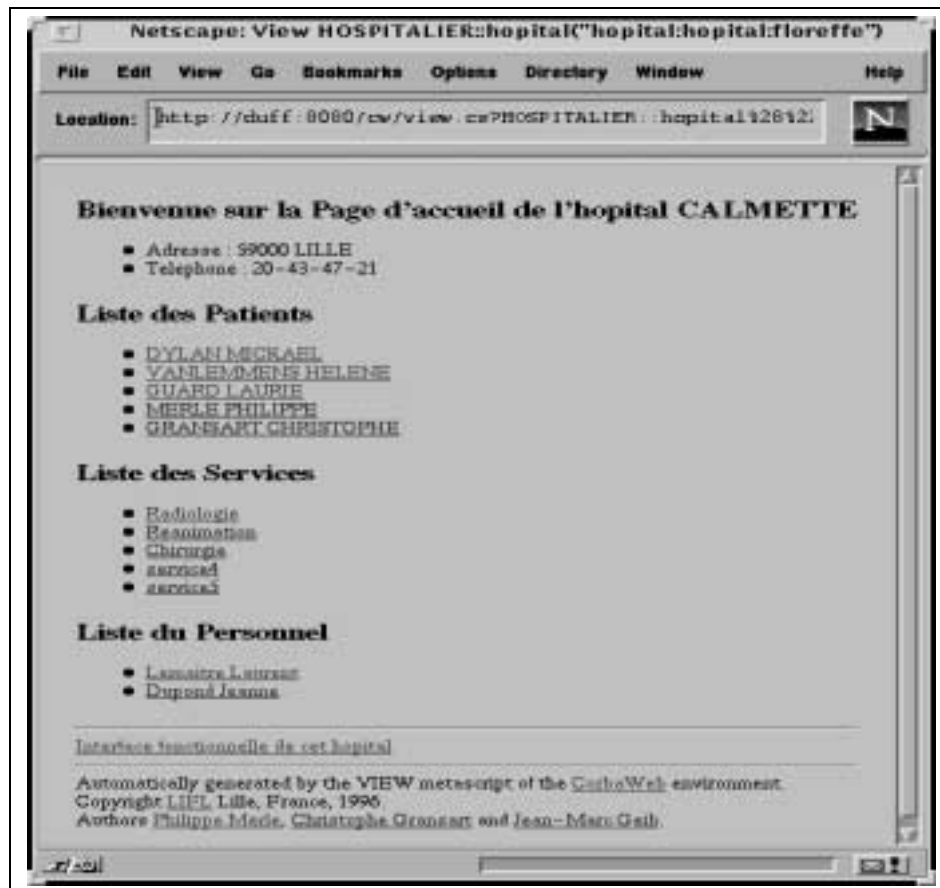 Netscape: View HOSPITALIER::hopital("hopital:hopital:floreffe")
File Edit View Go Bookmarks Options Directory Window Help
Location: http://duff:8080/cw/view.cs?HOSPITALIER::hopital%28%2
N
Bienvenue sur la Page d'accueil de l'hopital CALMETTE
Adresse : 59000 LILLE
Telephone : 20-43-47-21
Liste des Patients
DYLAN MICKAEL
VANLEMMENS HELENE
GUARD LAURIE
MERLE PHILIPPE
GRANSART CHRISTOPHE
Liste des Services
Radiologie
Reanimation
Chirurgie
service4
service5
Liste du Personnel
Lemaitre Laurent
Dupond Jeanne
Interface fonctionnelle de cet hopital
Automatically generated by the VIEW metascript of the CorbaWeb environment.
Copyright LIFL Lille, France, 1996
Authors Philippe Merle, Christophe Gransart and Jean-Marc Geib.